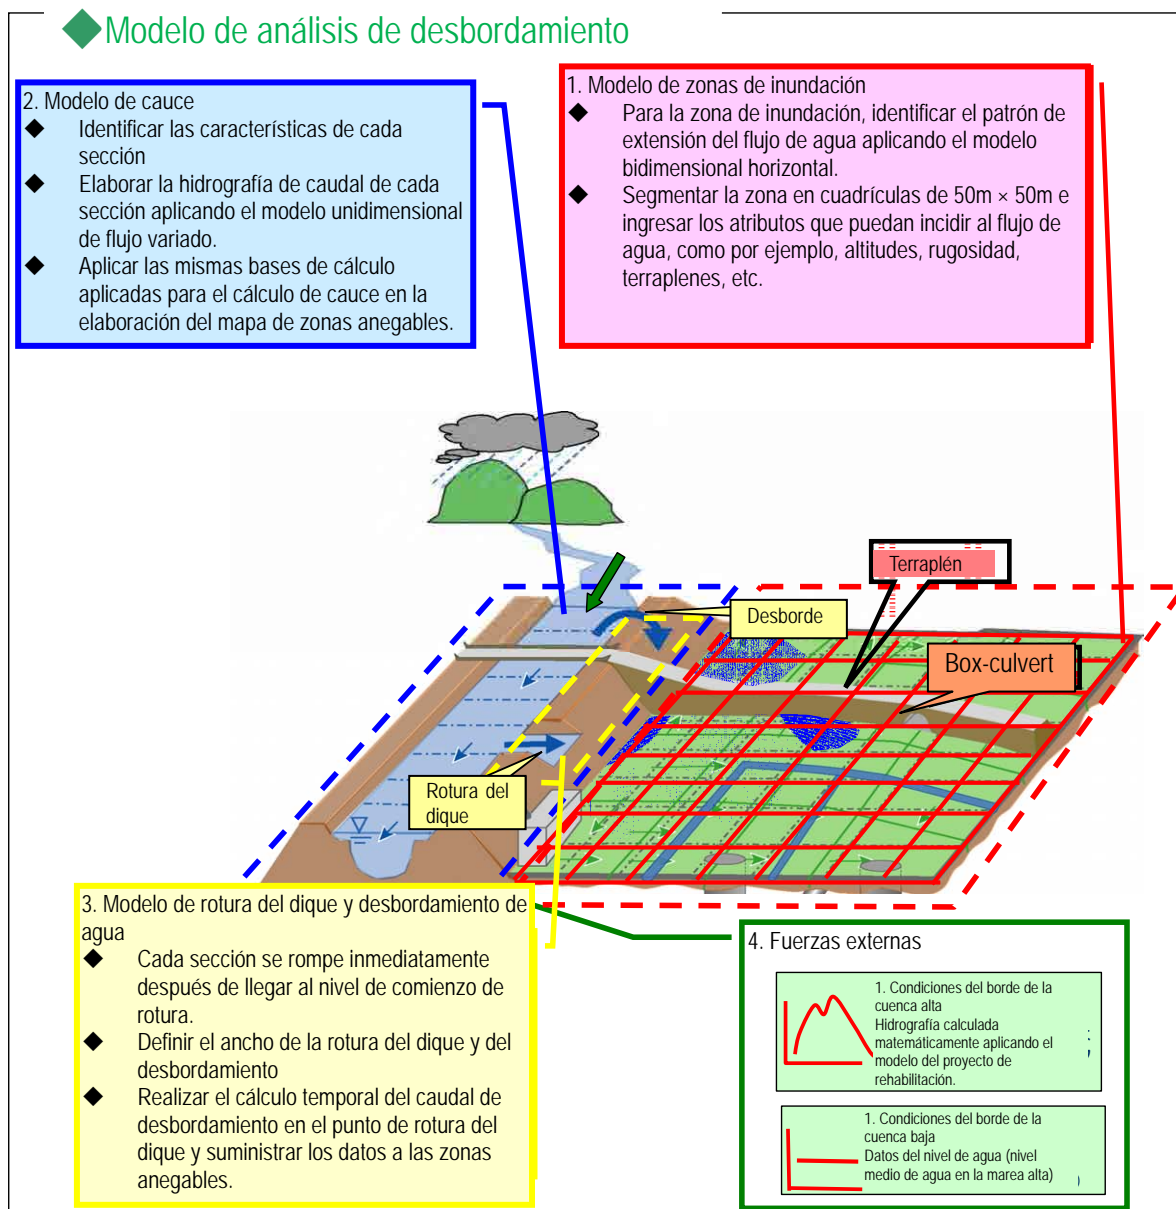 Modelo de análisis de desbordamiento
2. Modelo de cauce
◆ Identificar las características de cada
sección
◆ Elaborar la hidrografía de caudal de cada
sección aplicando el modelo unidimensional
de flujo variado.
◆ Aplicar las mismas bases de cálculo
aplicadas para el cálculo de cauce en la
elaboración del mapa de zonas anegables.
1. Modelo de zonas de inundación
◆ Para la zona de inundación, identificar el patrón de
extensión del flujo de agua aplicando el modelo
bidimensional horizontal.
◆ Segmentar la zona en cuadrículas de 50m × 50m e
ingresar los atributos que puedan incidir al flujo de
agua, como por ejemplo, altitudes, rugosidad,
terraplenes, etc.
Terraplén
Desborde
Box-culvert
Rotura del
dique
3. Modelo de rotura del dique y desbordamiento de
agua
◆ Cada sección se rompe inmediatamente
después de llegar al nivel de comienzo de
rotura.
◆ Definir el ancho de la rotura del dique y del
desbordamiento
◆ Realizar el cálculo temporal del caudal de
desbordamiento en el punto de rotura del
dique y suministrar los datos a las zonas
anegables.
4. Fuerzas externas
1. Condiciones del borde de la
cuenca alta
Hidrografía calculada
matemáticamente aplicando el
modelo del proyecto de
rehabilitación.
1. Condiciones del borde de la
cuenca baja
Datos del nivel de agua (nivel
medio de agua en la marea alta)